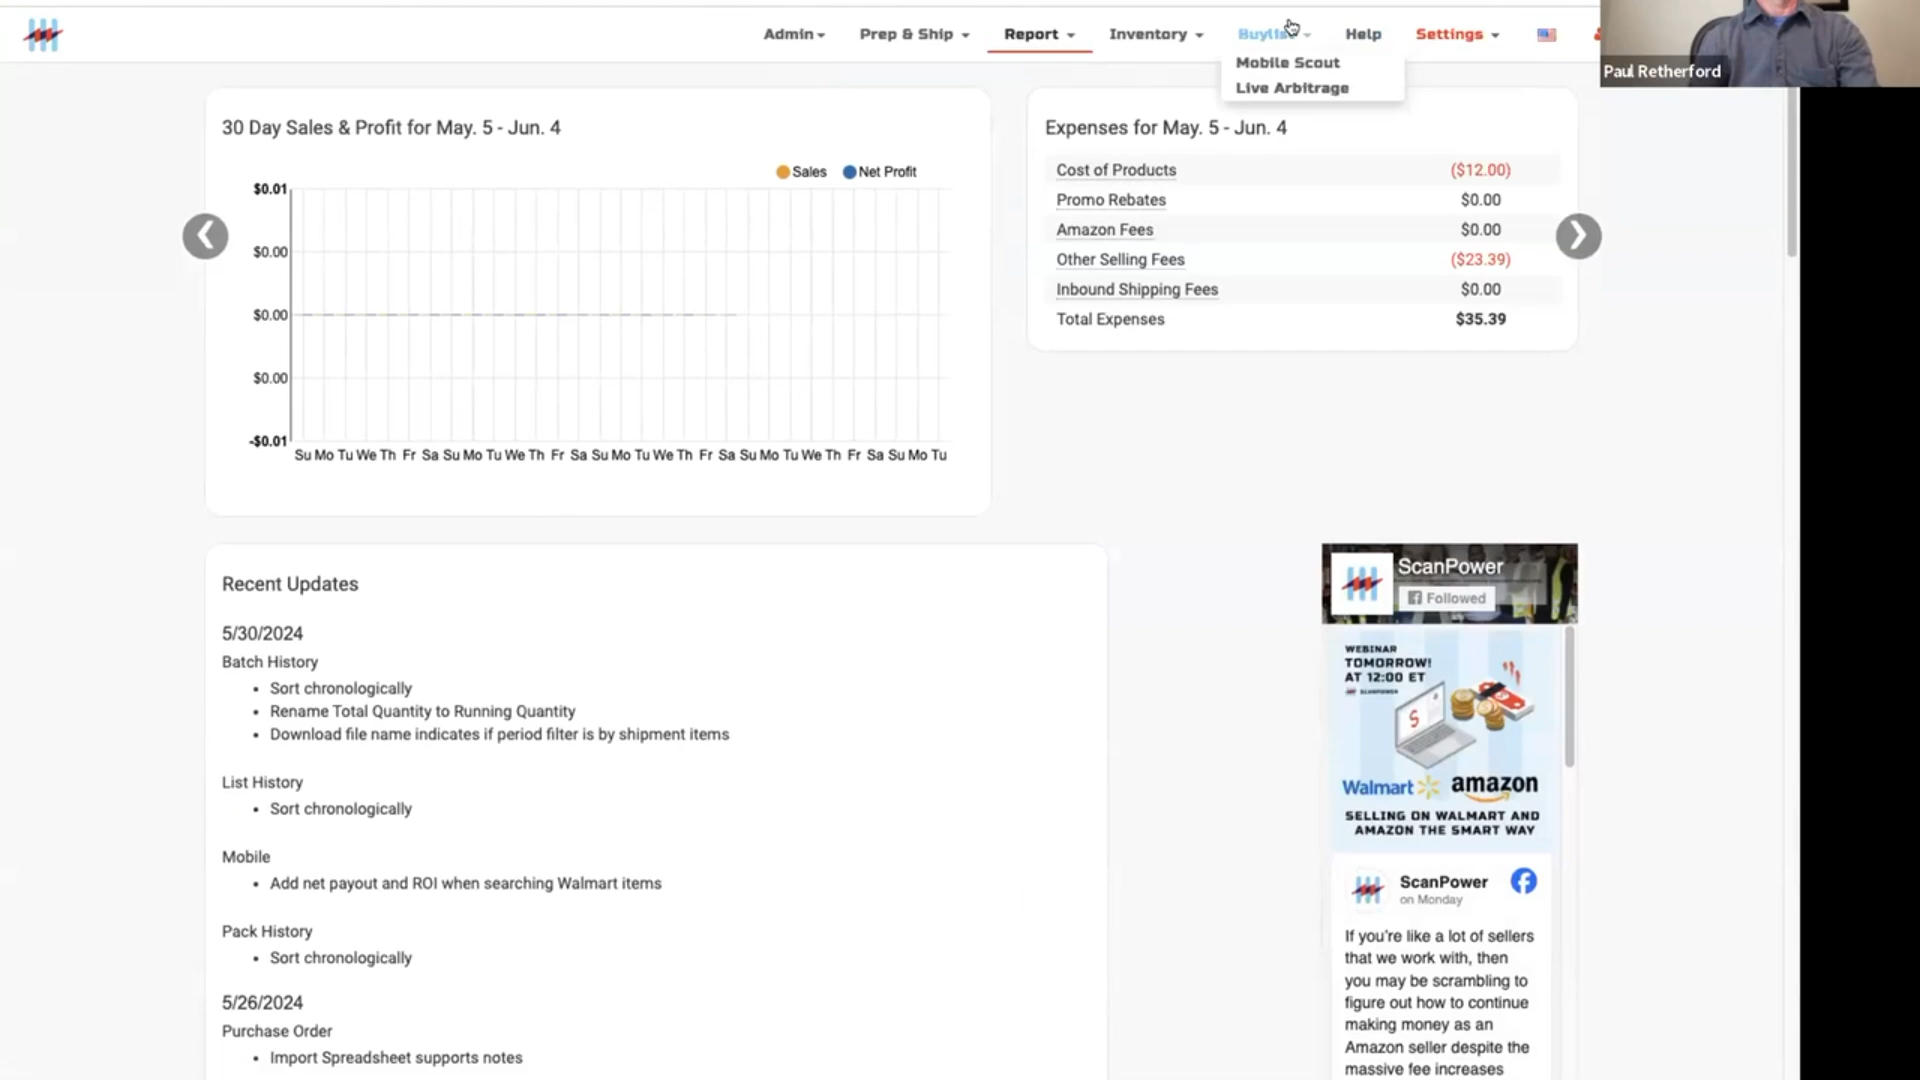 Admin
Prep & Ship
Report
Inventory
Buylist
Help
Settings
Mobile Scout
Live Arbitrage
Paul Retherford
30 Day Sales & Profit for May. 5 - Jun. 4
Sales
Net Profit
$0.01
$0.00
$0.00
$0.00
-$0.01
Su Mo Tu We Th Fr Sa Su Mo Tu We Th Fr Sa Su Mo Tu We Th Fr Sa Su Mo Tu We Th Fr Sa Su Mo Tu
Expenses for May. 5 - Jun. 4
Cost of Products ($12.00)
Promo Rebates $0.00
Amazon Fees $0.00
Other Selling Fees ($23.39)
Inbound Shipping Fees $0.00
Total Expenses $35.39
Recent Updates
5/30/2024
Batch History
• Sort chronologically
• Rename Total Quantity to Running Quantity
• Download file name indicates if period filter is by shipment items
List History
• Sort chronologically
Mobile
• Add net payout and ROI when searching Walmart items
Pack History
• Sort chronologically
5/26/2024
Purchase Order
• Import Spreadsheet supports notes
ScanPower
Followed
WEBINAR
TOMORROW!
AT 12:00 ET
SCANPOWER
$
Walmart amazon
SELLING ON WALMART AND
AMAZON THE SMART WAY
ScanPower
on Monday
If you're like a lot of sellers
that we work with, then
you may be scrambling to
figure out how to continue
making money as an
Amazon seller despite the
massive fee increases